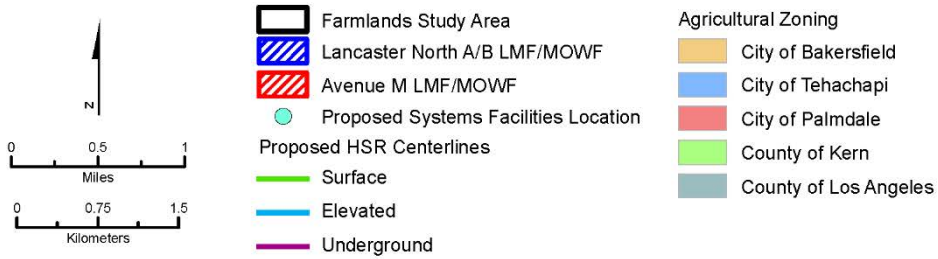 N
0 0.5 1
Miles
0 0.75 1.5
Kilometers
Farmlands Study Area
Lancaster North A/B LMF/MOWF
Avenue M LMF/MOWF
Proposed Systems Facilities Location
Proposed HSR Centerlines
Surface
Elevated
Underground
Agricultural Zoning
City of Bakersfield
City of Tehachapi
City of Palmdale
County of Kern
County of Los Angeles